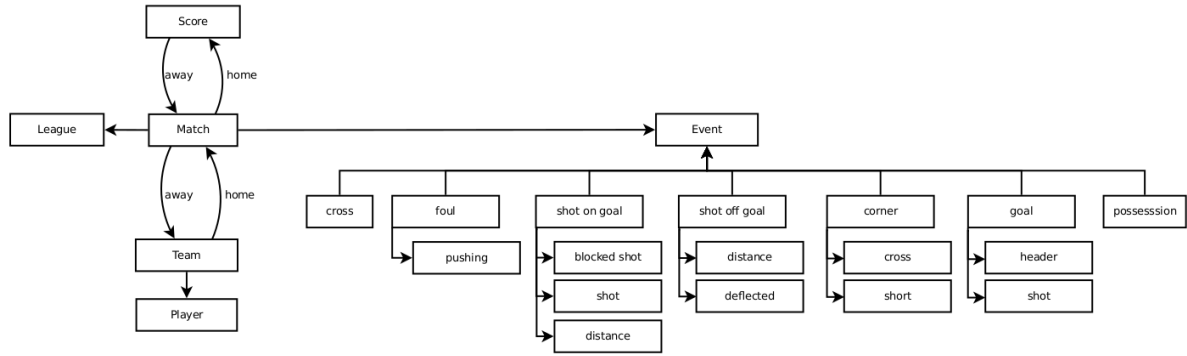 Score
away
home
League
Match
Event
away
home
cross
foul
shot on goal
shot off goal
corner
goal
possesssion
Team
pushing
blocked shot
distance
cross
header
shot
deflected
short
shot
Player
distance